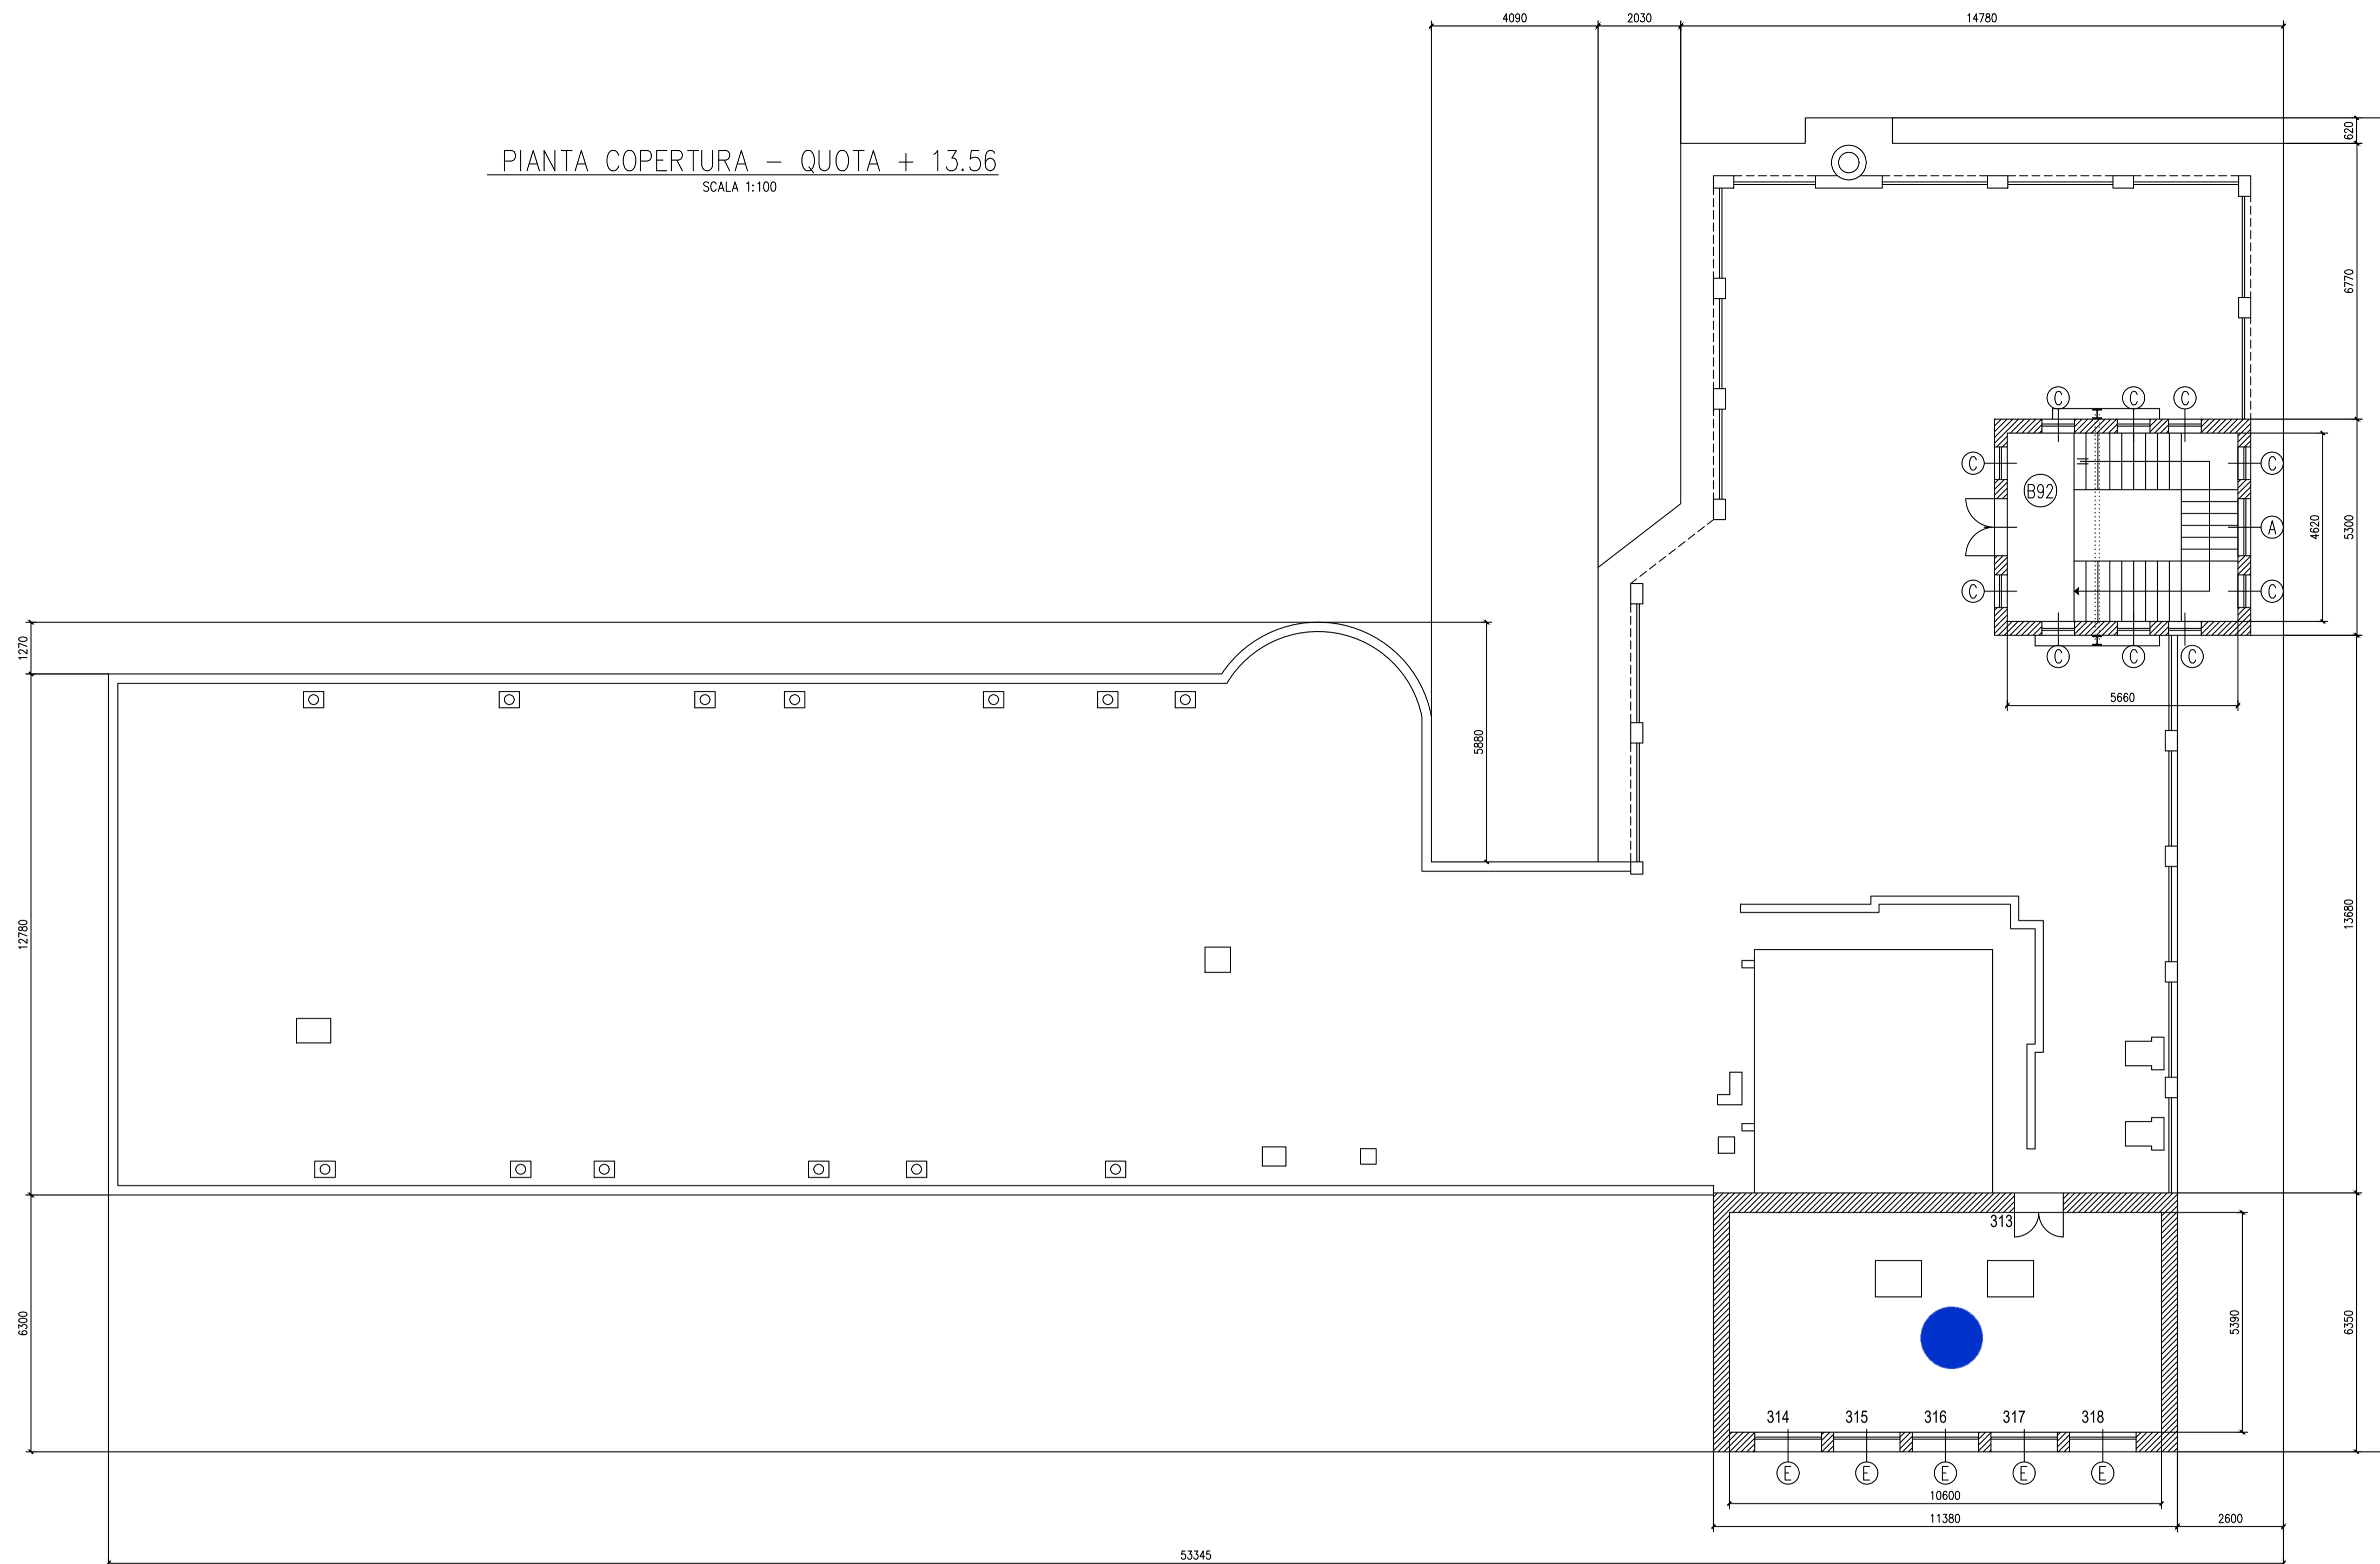 4090 2030 14780
620
PIANTA COPERTURA – QUOTA + 13.56
SCALA 1:100
6770
C C C
C C
B92
A
4620 5300
C C
C C C
1270
5660
5880
12780
13680
313
6300
5390
6350
314 315 316 317 318
E E E E E
10600
11380 2600
53345